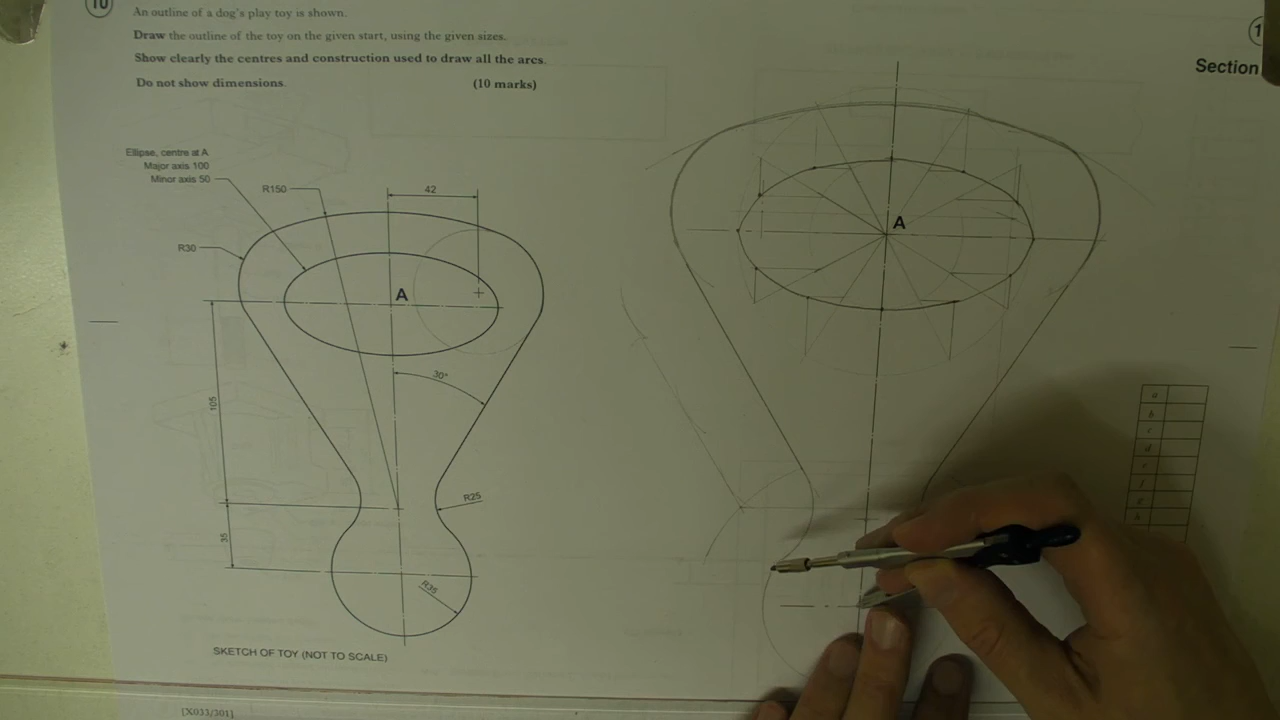 10
An outline of a dog's play toy is shown.
Draw the outline of the toy on the given start, using the given sizes.
Show clearly the centres and construction used to draw all the arcs.
Do not show dimensions. (10 marks)
Section
Ellipse, centre at A
Major axis 100
Minor axis 50
R150
42
R30
A
A
30°
105
R25
35
R35
a
b
c
d
e
f
g
h
SKETCH OF TOY (NOT TO SCALE)
[X033/301]